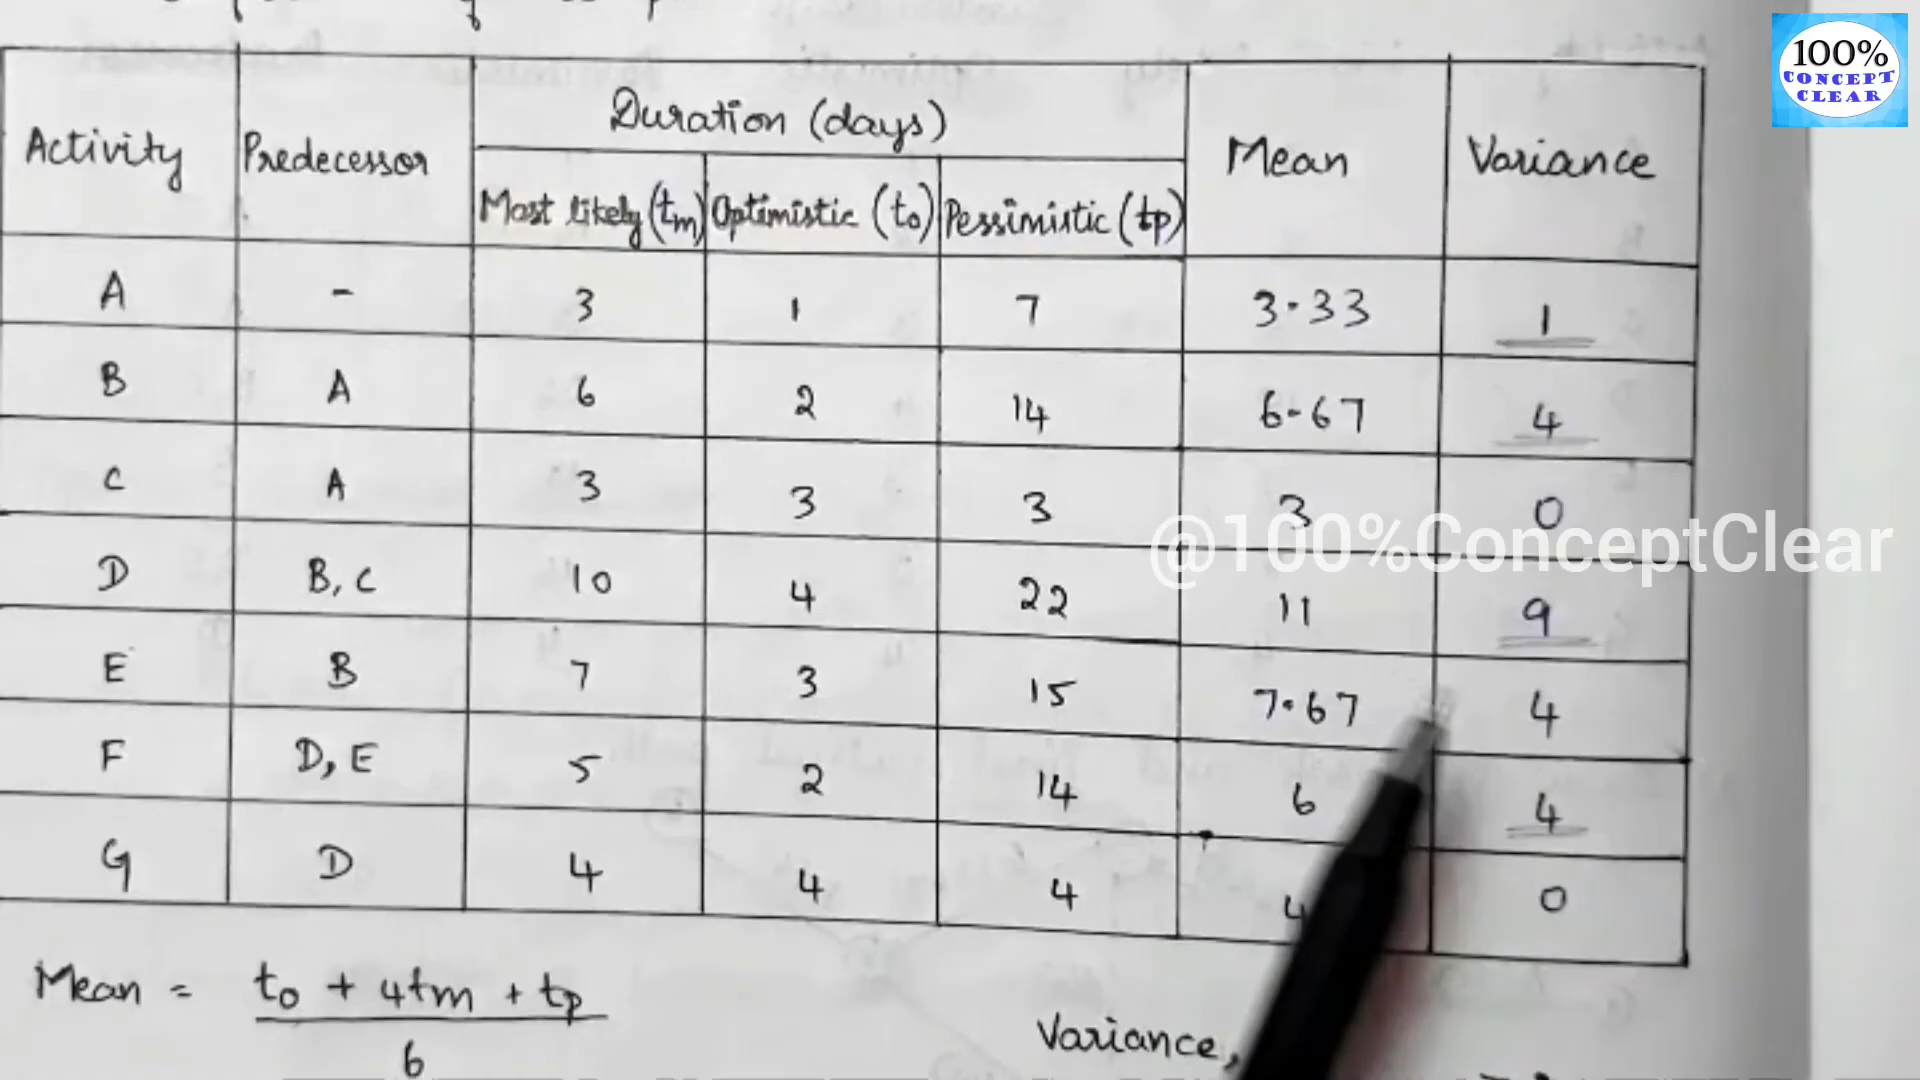 100%
CONCEPT
CLEAR
Duration (days)
Activity Predecessor Mean Variance
Most likely (tm) Optimistic (to) Pessimistic (tp)
A - 3 1 7 3.33 1
B A 6 2 14 6.67 4
C A 3 3 3 3 0
@100%ConceptClear
D B, C 10 4 22 11 9
E B 7 3 15 7.67 4
F D, E 5 2 14 6 4
G D 4 4 4 4 0
Mean = to + 4tm + tp
6
Variance,